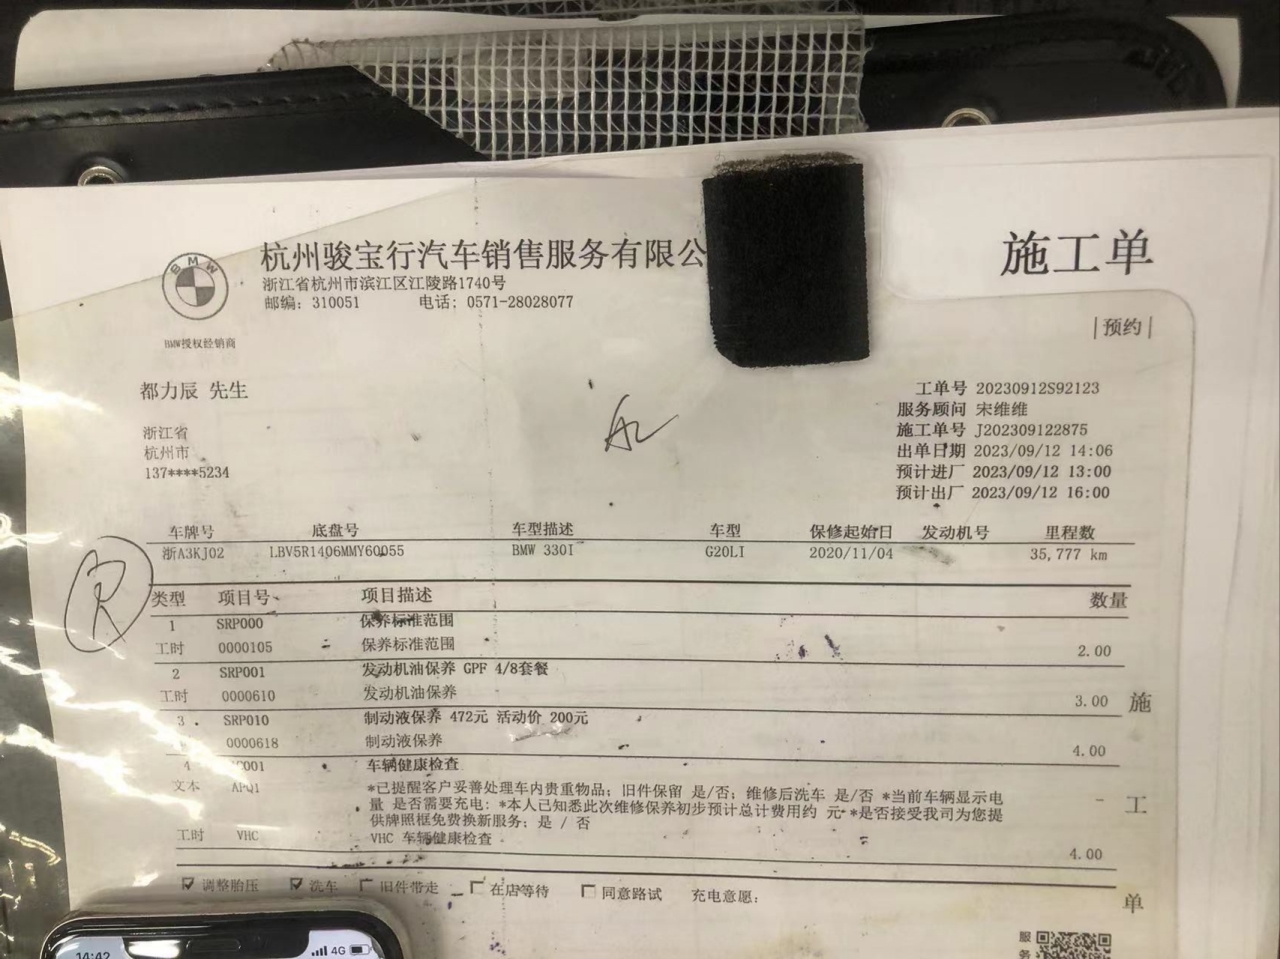 杭州骏宝行汽车销售服务有限公
施工单
浙江省杭州市滨江区江陵路1740号
邮编: 310051 电话: 0571-28028077
|预约|
BMW
BMW授权经销商
都力辰 先生
浙江省
杭州市
137****5234
工单号 20230912S92123
服务顾问 宋维维
施工单号 J202309122875
出单日期 2023/09/12 14:06
预计进厂 2023/09/12 13:00
预计出厂 2023/09/12 16:00
车牌号 底盘号 车型描述 车型 保修起始日 发动机号 里程数
浙A3KJ02 LBV5R1406MMY60055 BMW 330I G20LI 2020/11/04 35,777 km
类型 项目号 项目描述 数量
1 SRP000 保养标准范围
工时 0000105 保养标准范围 2.00
2 SRP001 发动机油保养 GPF 4/8套餐
工时 0000610 发动机油保养 3.00
3 SRP010 制动液保养 472元 活动价 200元
0000618 制动液保养 4.00
4 C001 车辆健康检查
文本 APQ1 *已提醒客户妥善处理车内贵重物品; 旧件保留 是/否; 维修后洗车 是/否 *当前车辆显示电
量 是否需要充电: *本人已知悉此次维修保养初步预计总计费用约 元 *是否接受我司为您提
供牌照框免费换新服务; 是 / 否
工时 VHC VHC 车辆健康检查 4.00
调整胎压 洗车 旧件带走 在店等待 同意路试 充电意愿:
施
工
单
服
务
14:42 4G